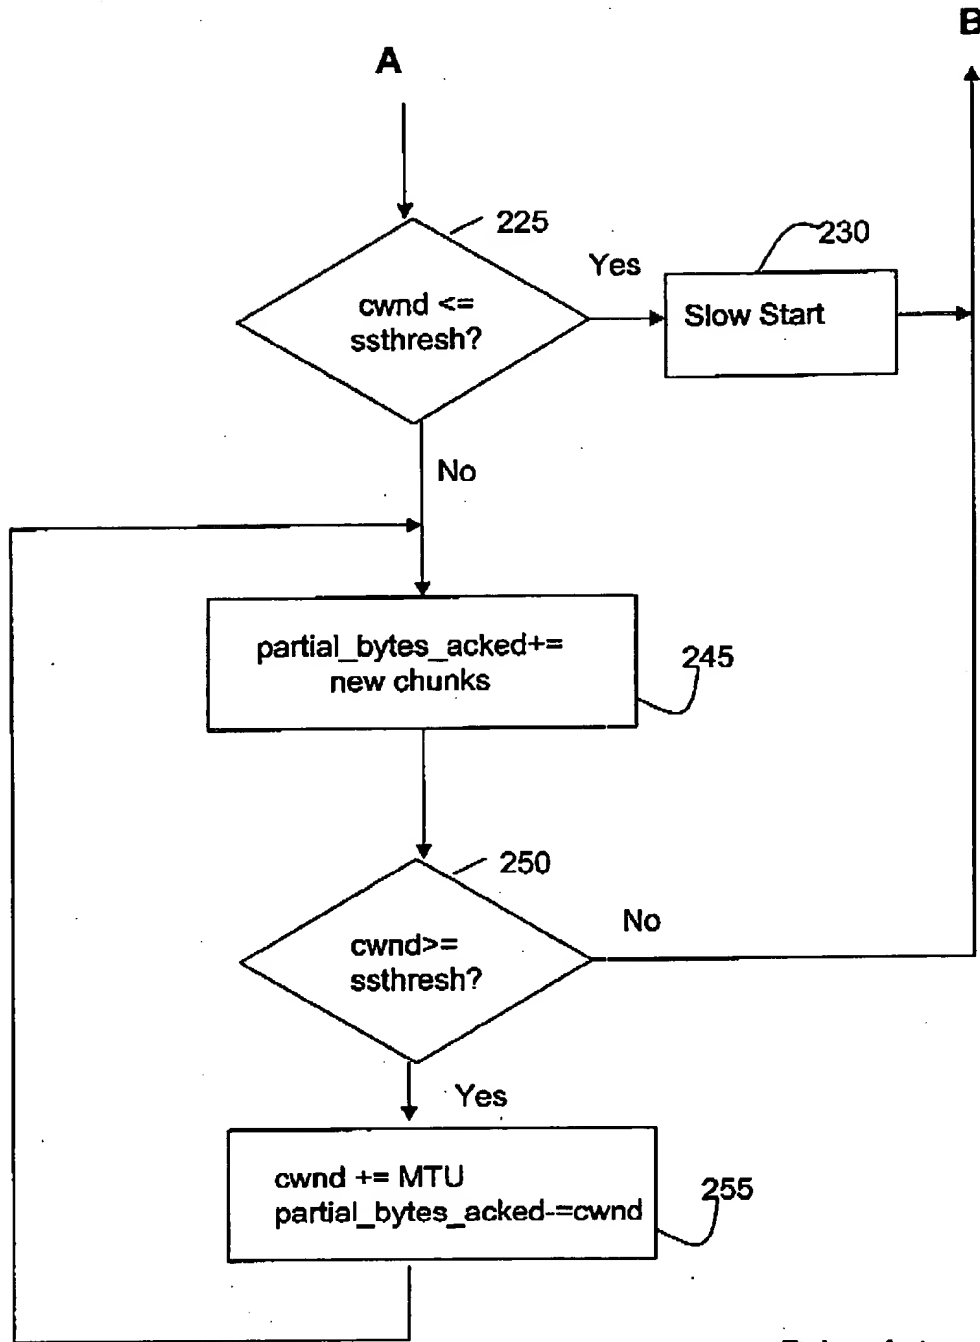 B
A
225
230
Yes
cwnd <=
ssthresh?
Slow Start
No
partial_bytes_acked+=
new chunks
245
250
No
cwnd>=
ssthresh?
Yes
cwnd += MTU
partial_bytes_acked-=cwnd
255